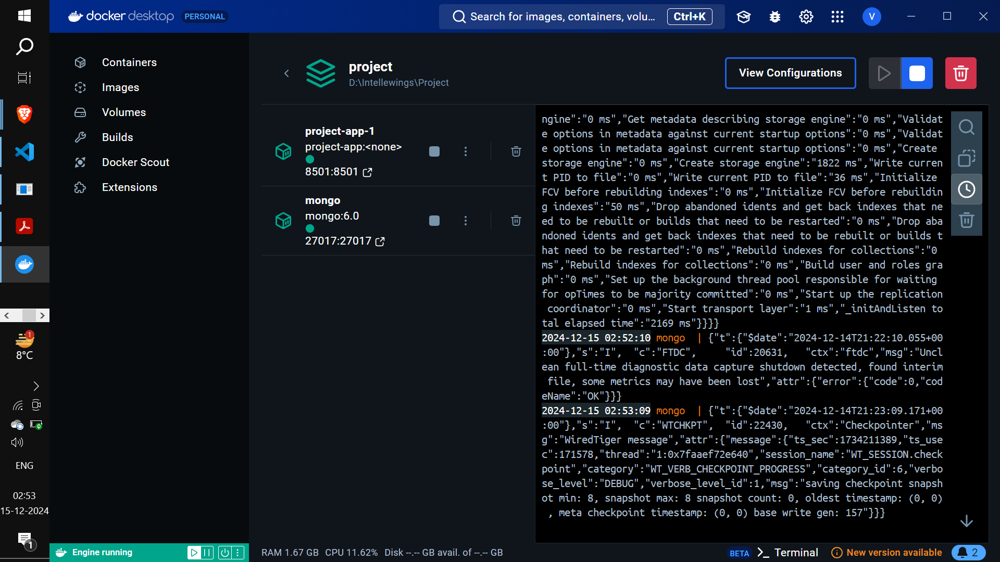 docker desktop PERSONAL
Search for images, containers, volu... Ctrl+K
V
Containers
Images
Volumes
Builds
Docker Scout
Extensions
project
D:\Intellewings\Project
View Configurations
project-app-1
project-app:<none>
8501:8501
mongo
mongo:6.0
27017:27017
ngine":"0 ms","Get metadata describing storage engine":"0 ms","Validat
e options in metadata against current startup options":"0 ms","Validat
e options in metadata against current startup options":"0 ms","Create
storage engine":"0 ms","Create storage engine":"1822 ms","Write curren
t PID to file":"0 ms","Write current PID to file":"36 ms","Initialize
FCV before rebuilding indexes":"0 ms","Initialize FCV before rebuildin
g indexes":"50 ms","Drop abandoned idents and get back indexes that ne
ed to be rebuilt or builds that need to be restarted":"0 ms","Drop aba
ndoned idents and get back indexes that need to be rebuilt or builds t
hat need to be restarted":"0 ms","Rebuild indexes for collections":"0
ms","Rebuild indexes for collections":"0 ms","Build user and roles gra
ph":"0 ms","Set up the background thread pool responsible for waiting
for opTimes to be majority committed":"0 ms","Start up the replication
coordinator":"0 ms","Start transport layer":"1 ms","_initAndListen to
tal elapsed time":"2169 ms"}}}}
2024-12-15 02:52:10 mongo | {"t":{"$date":"2024-12-14T21:22:10.055+00
:00"},"s":"I", "c":"FTDC", "id":20631, "ctx":"ftdc","msg":"Uncl
ean full-time diagnostic data capture shutdown detected, found interim
file, some metrics may have been lost","attr":{"error":{"code":0,"cod
eName":"OK"}}}
2024-12-15 02:53:09 mongo | {"t":{"$date":"2024-12-14T21:23:09.171+00
:00"},"s":"I", "c":"WTCHKPT", "id":22430, "ctx":"Checkpointer","ms
g":"WiredTiger message","attr":{"message":{"ts_sec":1734211389,"ts_use
c":171578,"thread":"1:0x7faaef72e640","session_name":"WT_SESSION.check
point","category":"WT_VERB_CHECKPOINT_PROGRESS","category_id":6,"verbo
se_level":"DEBUG","verbose_level_id":1,"msg":"saving checkpoint snapsh
ot min: 8, snapshot max: 8 snapshot count: 0, oldest timestamp: (0, 0)
, meta checkpoint timestamp: (0, 0) base write gen: 157"}}}
1
8°C
ENG
02:53
15-12-2024
1
Engine running
RAM 1.67 GB CPU 11.62% Disk --.-- GB avail. of --.-- GB
BETA >_ Terminal
New version available
2